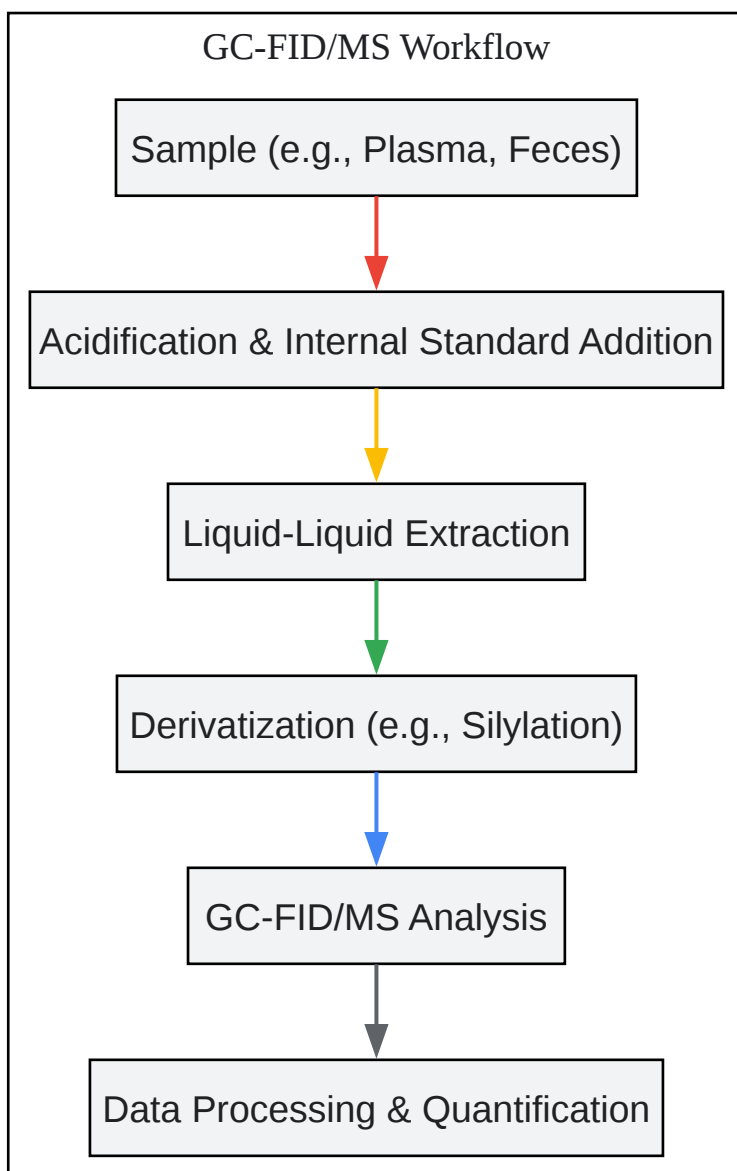 GC-FID/MS Workflow
Sample (e.g., Plasma, Feces)
Acidification & Internal Standard Addition
Liquid-Liquid Extraction
Derivatization (e.g., Silylation)
GC-FID/MS Analysis
Data Processing & Quantification